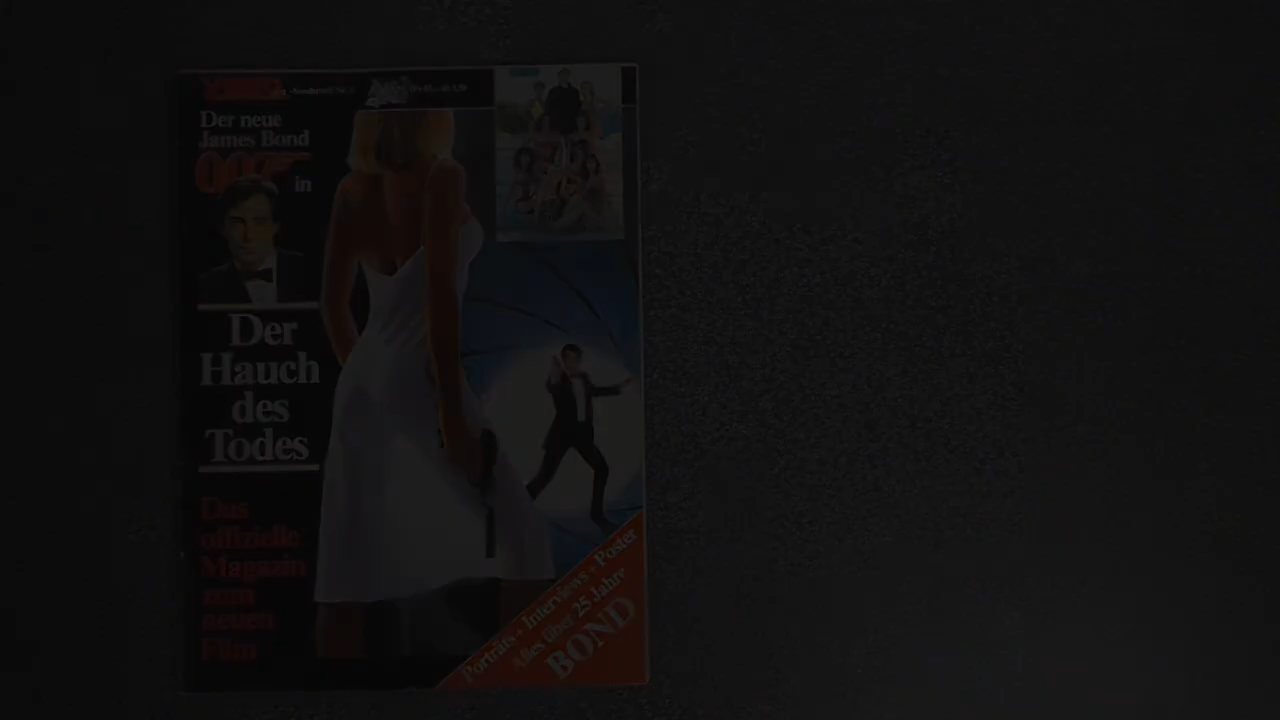 Der neue
James Bond
007 in
Der
Hauch
des
Todes
Das
offizielle
Magazin
zum
neuen
Film
Porträts + Interviews + Poster
Alles über 25 Jahre
BOND